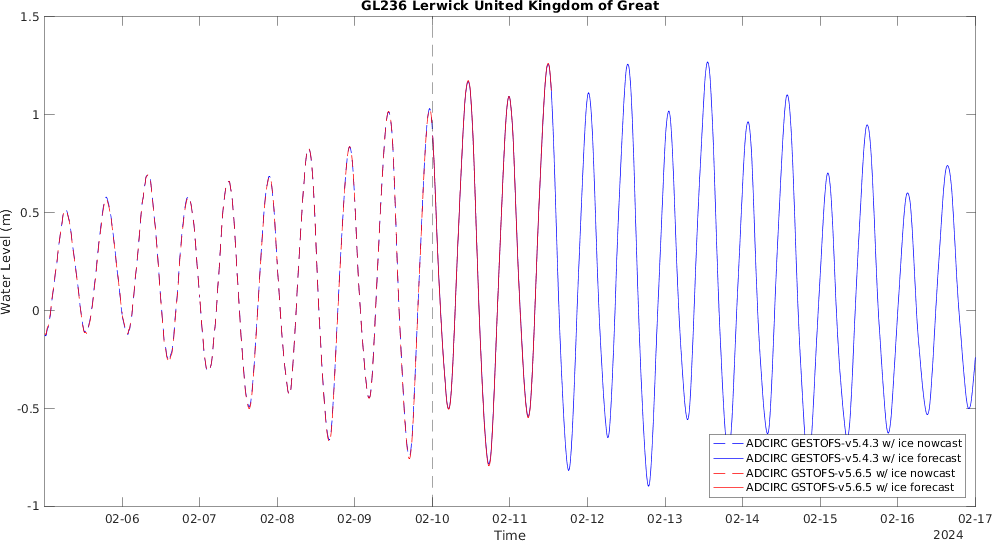 GL236 Lerwick United Kingdom of Great
1.5
1
0.5
0
-0.5
-1
Water Level (m)
02-06 02-07 02-08 02-09 02-10 02-11 02-12 02-13 02-14 02-15 02-16 02-17
Time
2024
ADCIRC GESTOFS-v5.4.3 w/ ice nowcast
ADCIRC GESTOFS-v5.4.3 w/ ice forecast
ADCIRC GSTOFS-v5.6.5 w/ ice nowcast
ADCIRC GSTOFS-v5.6.5 w/ ice forecast